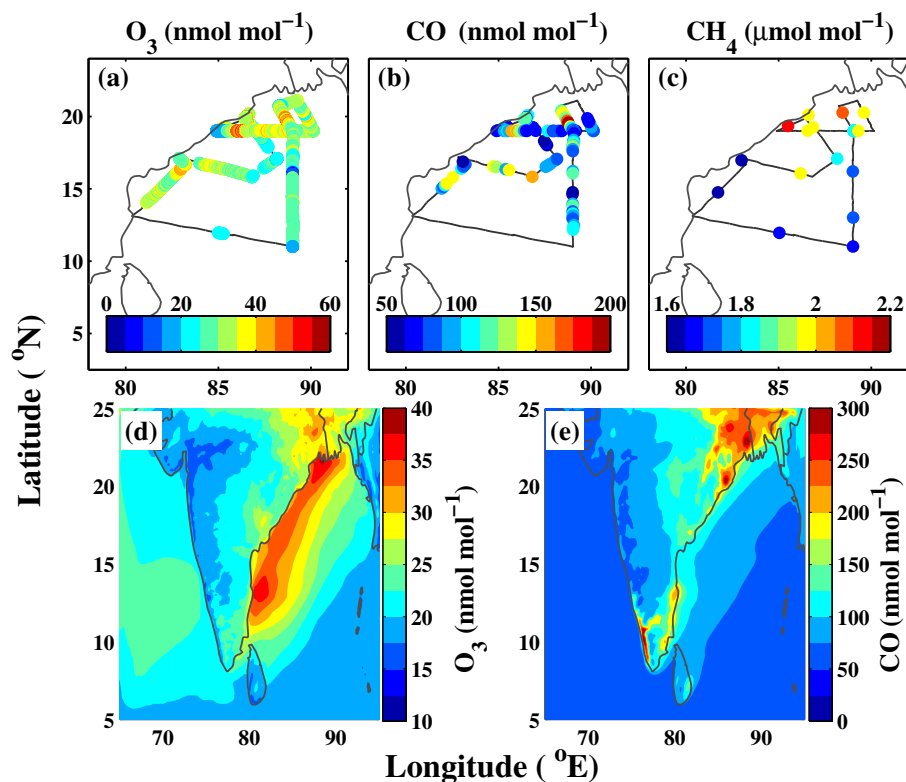 O₃ (nmol mol⁻¹) CO (nmol mol⁻¹) CH₄ (μmol mol⁻¹)
(a) (b) (c)
20
15
10
5
0 20 40 60 50 100 150 200 1.6 1.8 2 2.2
80 85 90 80 85 90 80 85 90
Latitude ( °N)
(d) (e)
25 40 25 300
35 250
20 20
30 200
15 25 15 150
20 100
10 10
15 50
5 10 5 0
O₃ (nmol mol⁻¹) CO (nmol mol⁻¹)
70 80 90 70 80 90
Longitude ( °E)